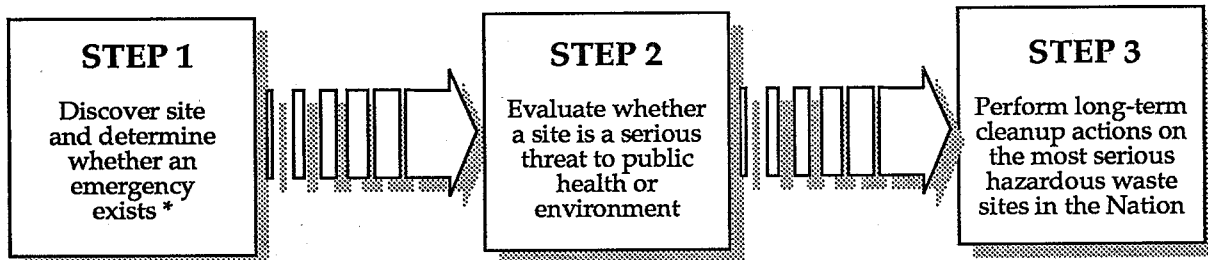 STEP 1
Discover site
and determine
whether an
emergency
exists *
STEP 2
Evaluate whether
a site is a serious
threat to public
health or
environment
STEP 3
Perform long-term
cleanup actions on
the most serious
hazardous waste
sites in the Nation